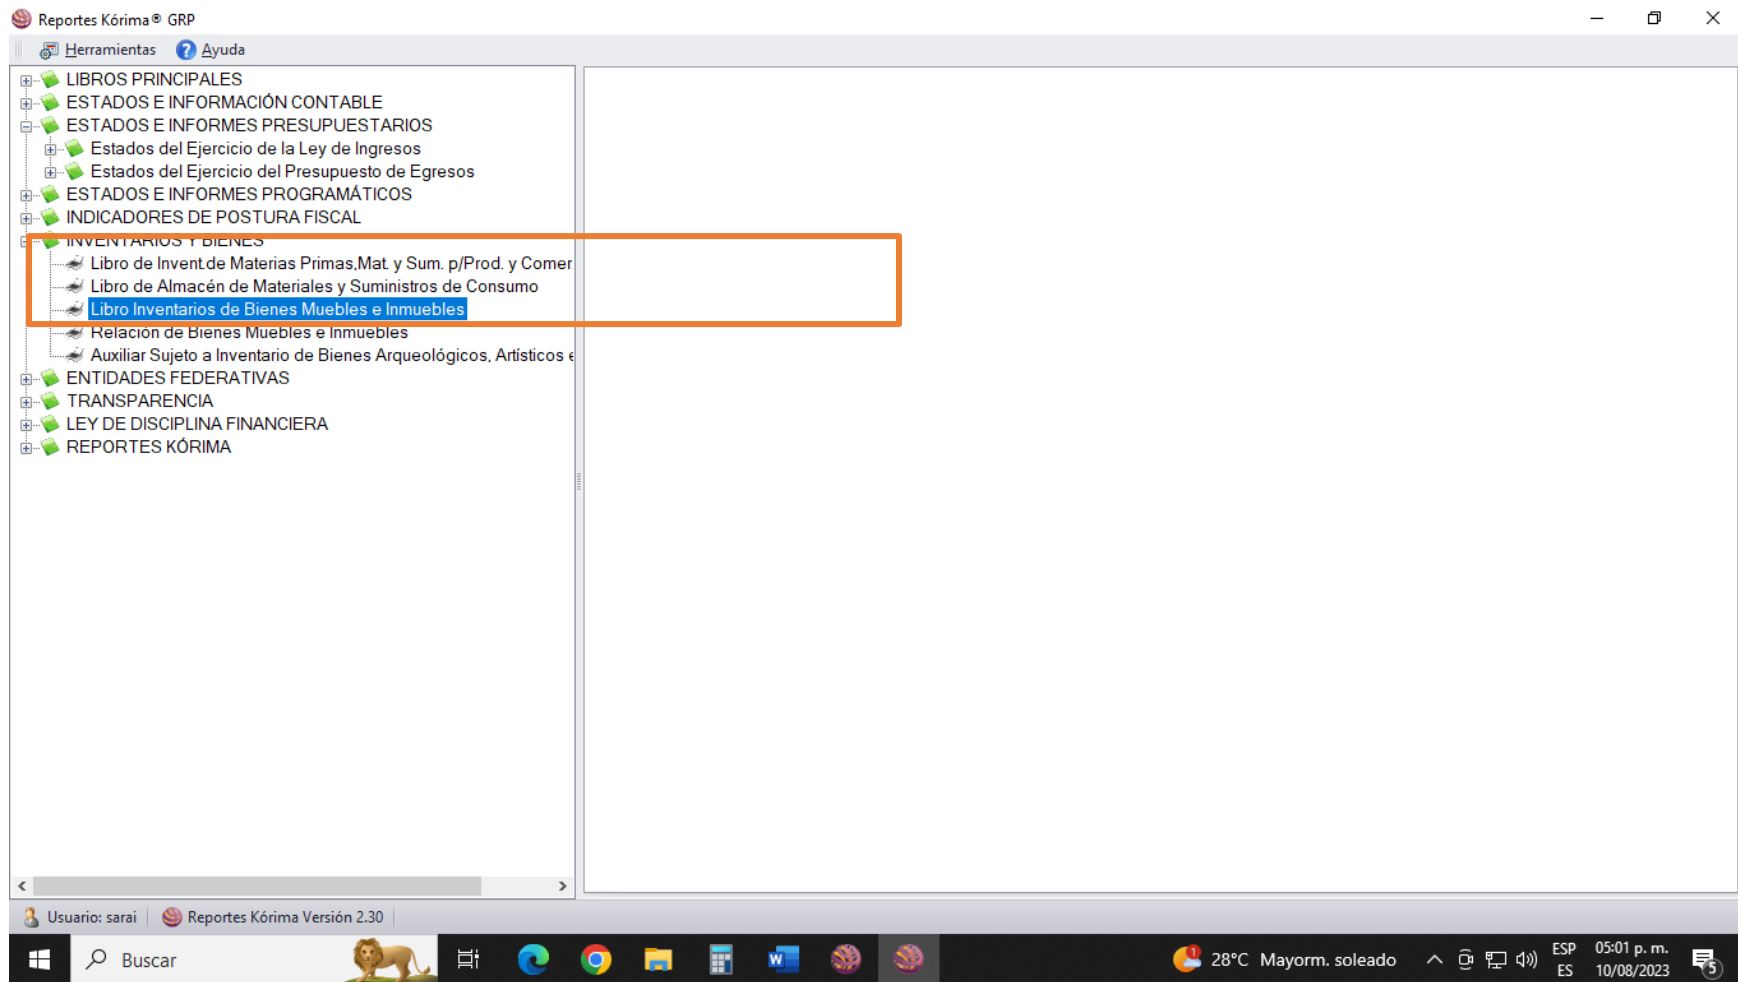 Reportes Kórima® GRP
Herramientas Ayuda
LIBROS PRINCIPALES
ESTADOS E INFORMACIÓN CONTABLE
ESTADOS E INFORMES PRESUPUESTARIOS
Estados del Ejercicio de la Ley de Ingresos
Estados del Ejercicio del Presupuesto de Egresos
ESTADOS E INFORMES PROGRAMÁTICOS
INDICADORES DE POSTURA FISCAL
INVENTARIOS Y BIENES
Libro de Invent.de Materias Primas,Mat. y Sum. p/Prod. y Comer
Libro de Almacén de Materiales y Suministros de Consumo
Libro Inventarios de Bienes Muebles e Inmuebles
Relación de Bienes Muebles e Inmuebles
Auxiliar Sujeto a Inventario de Bienes Arqueológicos, Artísticos e
ENTIDADES FEDERATIVAS
TRANSPARENCIA
LEY DE DISCIPLINA FINANCIERA
REPORTES KÓRIMA
Usuario: sarai Reportes Kórima Versión 2.30
Buscar
W
1
28°C Mayorm. soleado
ESP
ES
05:01 p. m.
10/08/2023
5